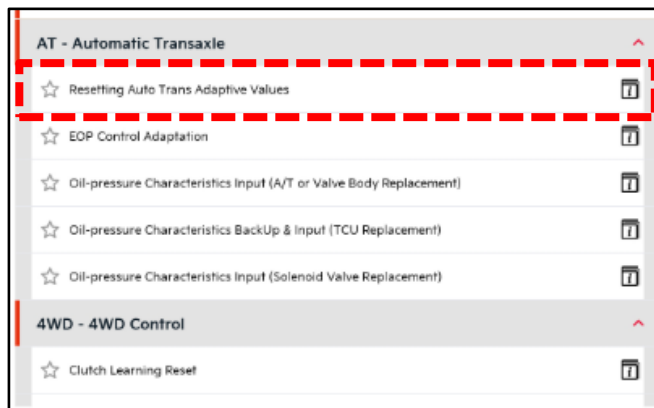 AT - Automatic Transaxle
Resetting Auto Trans Adaptive Values
EOP Control Adaptation
Oil-pressure Characteristics Input (A/T or Valve Body Replacement)
Oil-pressure Characteristics BackUp & Input (TCU Replacement)
Oil-pressure Characteristics Input (Solenoid Valve Replacement)
4WD - 4WD Control
Clutch Learning Reset